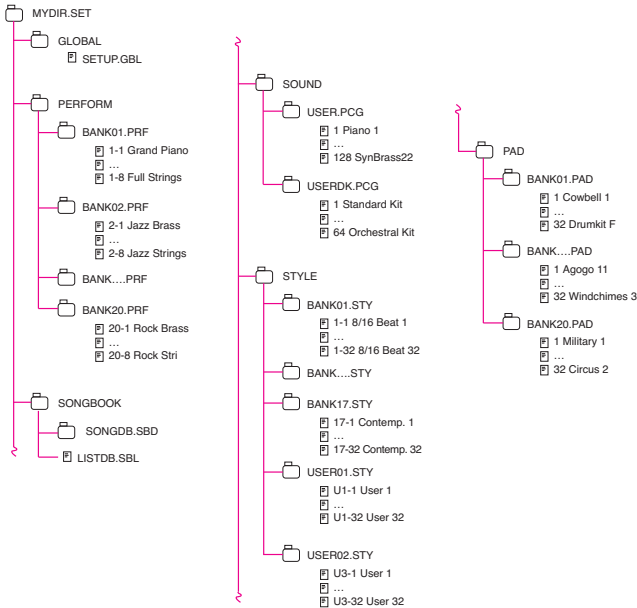 MYDIR.SET
GLOBAL
SETUP.GBL
PERFORM
BANK01.PRF
1-1 Grand Piano
…
1-8 Full Strings
BANK02.PRF
2-1 Jazz Brass
…
2-8 Jazz Strings
BANK….PRF
BANK20.PRF
20-1 Rock Brass
…
20-8 Rock Stri
SONGBOOK
SONGDB.SBD
LISTDB.SBL
SOUND
USER.PCG
1 Piano 1
…
128 SynBrass22
USERDK.PCG
1 Standard Kit
…
64 Orchestral Kit
STYLE
BANK01.STY
1-1 8/16 Beat 1
…
1-32 8/16 Beat 32
BANK….STY
BANK17.STY
17-1 Contemp. 1
…
17-32 Contemp. 32
USER01.STY
U1-1 User 1
…
U1-32 User 32
USER02.STY
U3-1 User 1
…
U3-32 User 32
PAD
BANK01.PAD
1 Cowbell 1
…
32 Drumkit F
BANK….PAD
1 Agogo 11
…
32 Windchimes 3
BANK20.PAD
1 Military 1
…
32 Circus 2